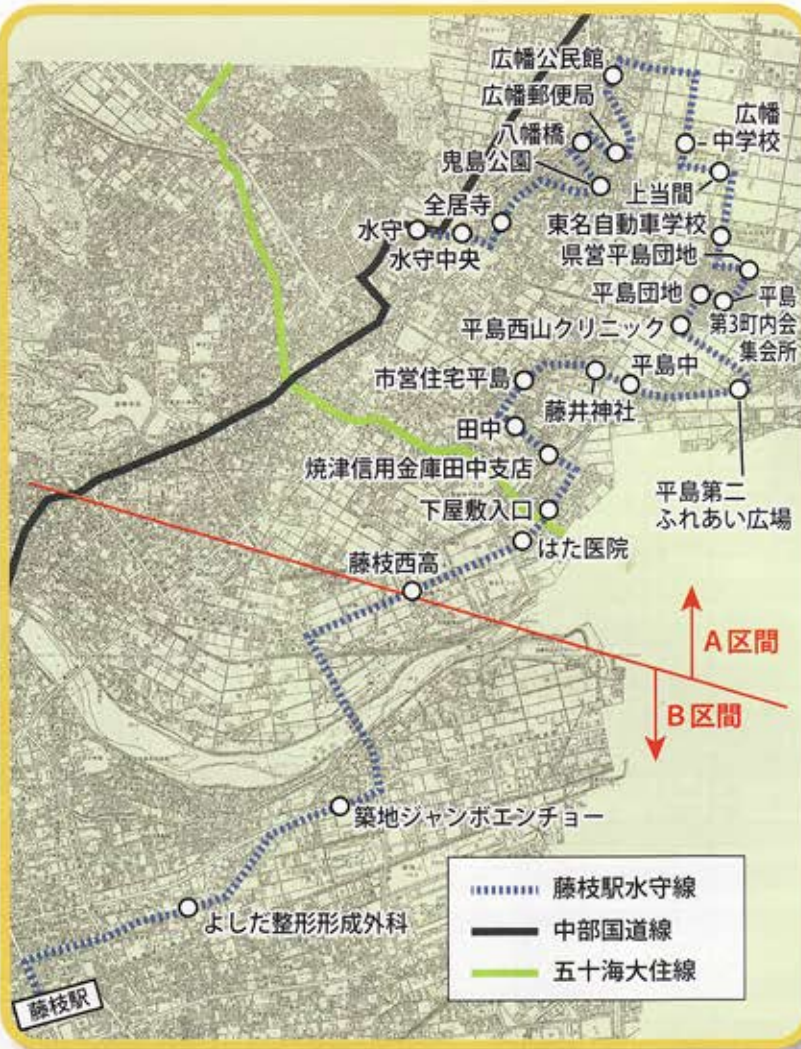 広幡公民館
広幡郵便局
八幡橋
鬼島公園
全居寺
水守
水守中央
広幡
中学校
上当間
東名自動車学校
県営平島団地
平島団地
平島
第3町内会
集会所
平島西山クリニック
市営住宅平島
平島中
藤井神社
田中
焼津信用金庫田中支店
平島第二
ふれあい広場
下屋敷入口
はた医院
藤枝西高
A区間
B区間
築地ジャンボエンチョー
よした整形形成外科
藤枝駅
藤枝駅水守線
中部国道線
五十海大住線